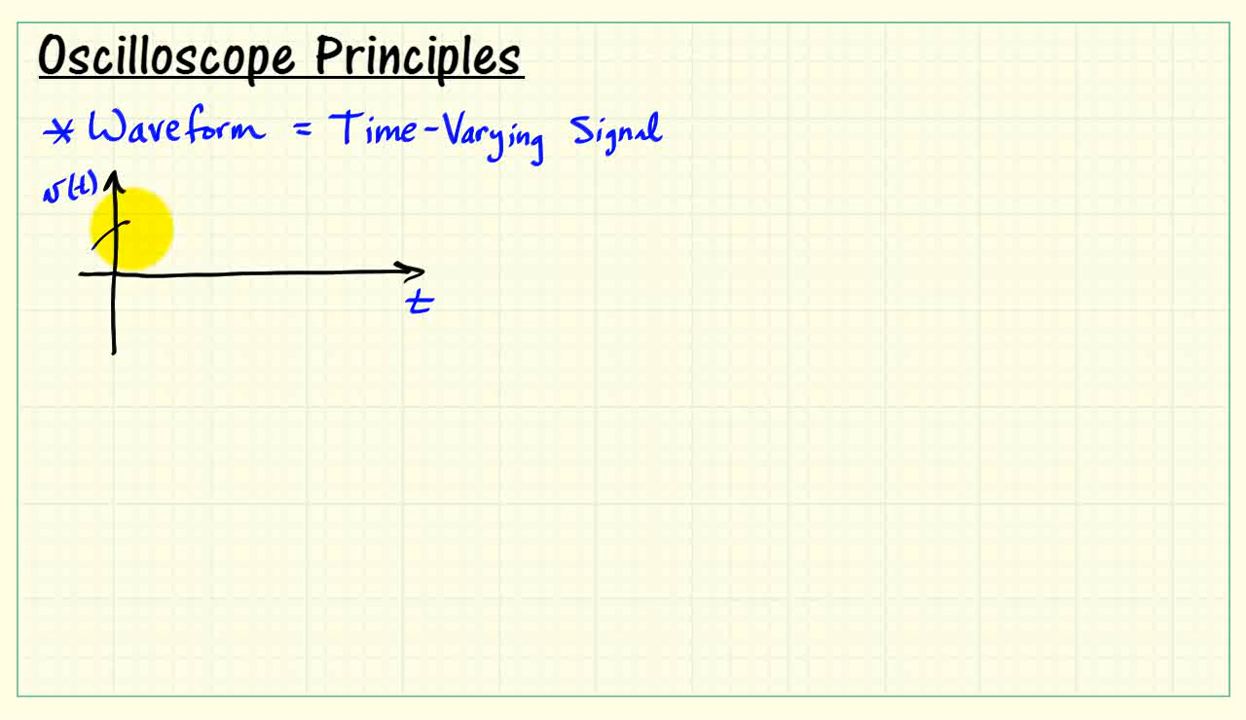 Oscilloscope Principles
* Waveform = Time-Varying Signal
v(t)
t